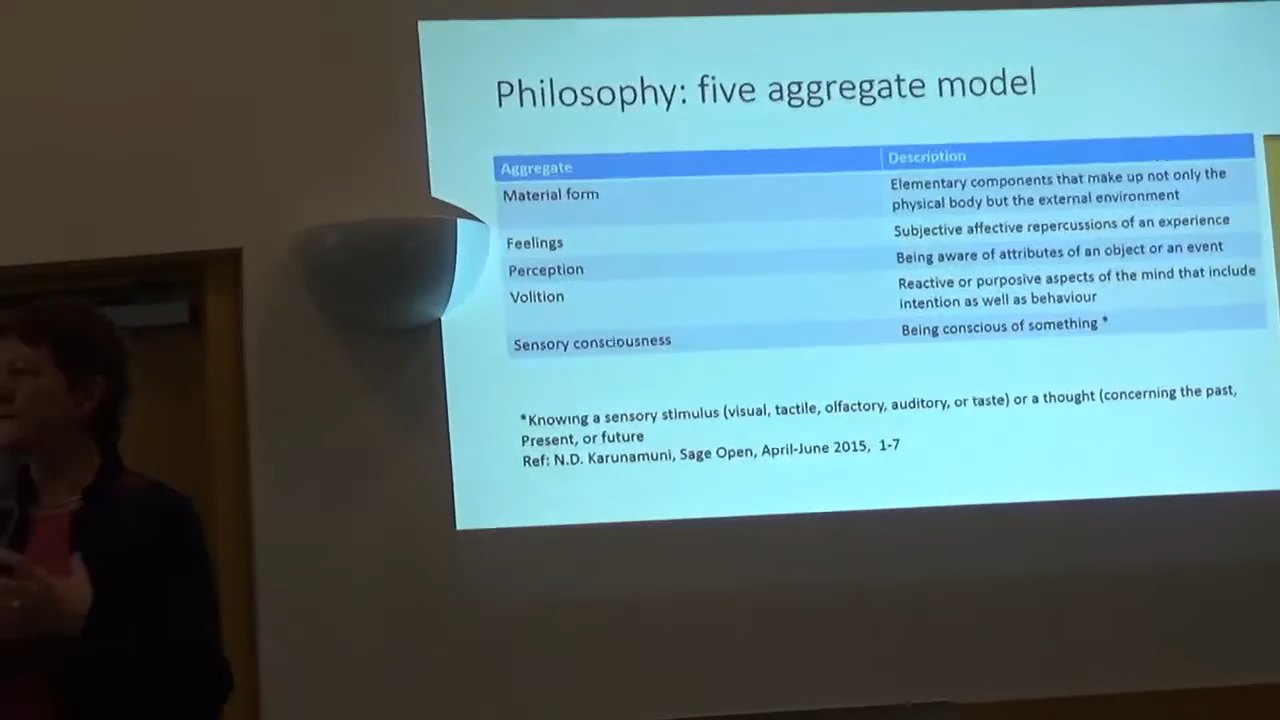 Philosophy: five aggregate model
Aggregate Description
Material form Elementary components that make up not only the
physical body but the external environment
Feelings Subjective affective repercussions of an experience
Perception Being aware of attributes of an object or an event
Volition Reactive or purposive aspects of the mind that include
intention as well as behaviour
Sensory consciousness Being conscious of something *
*Knowing a sensory stimulus (visual, tactile, olfactory, auditory, or taste) or a thought (concerning the past,
Present, or future
Ref: N.D. Karunamuni, Sage Open, April-June 2015, 1-7